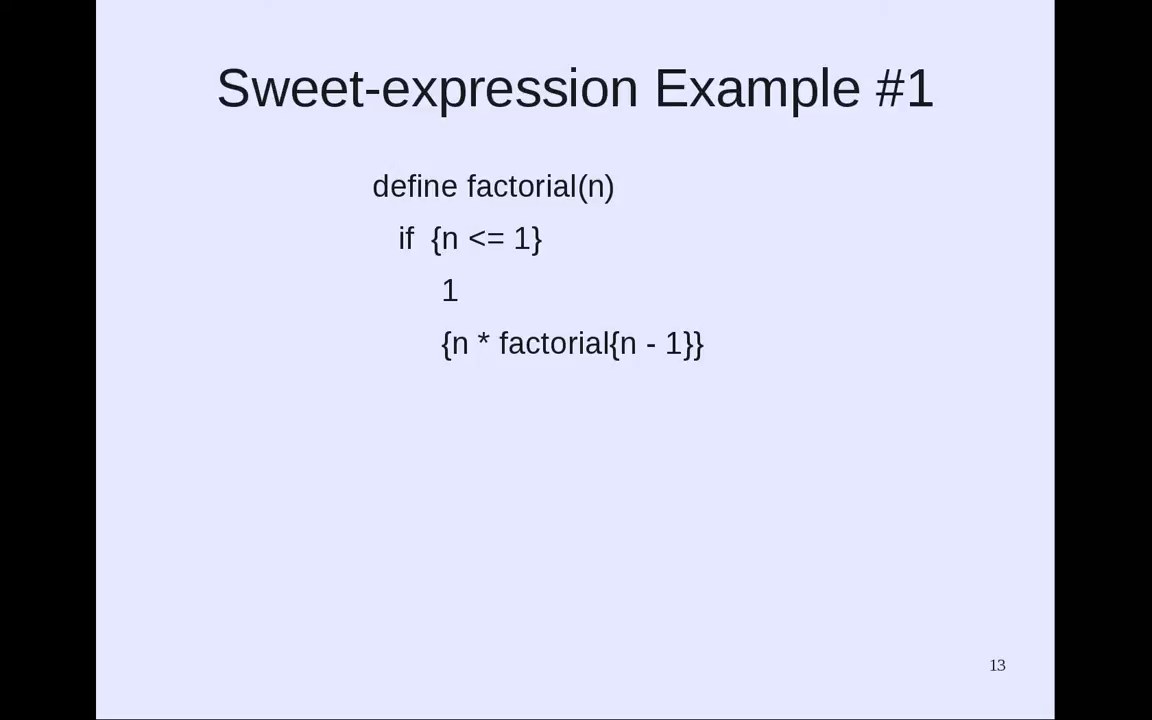 Sweet-expression Example #1
define factorial(n)
if {n <= 1}
1
{n * factorial{n - 1}}
13